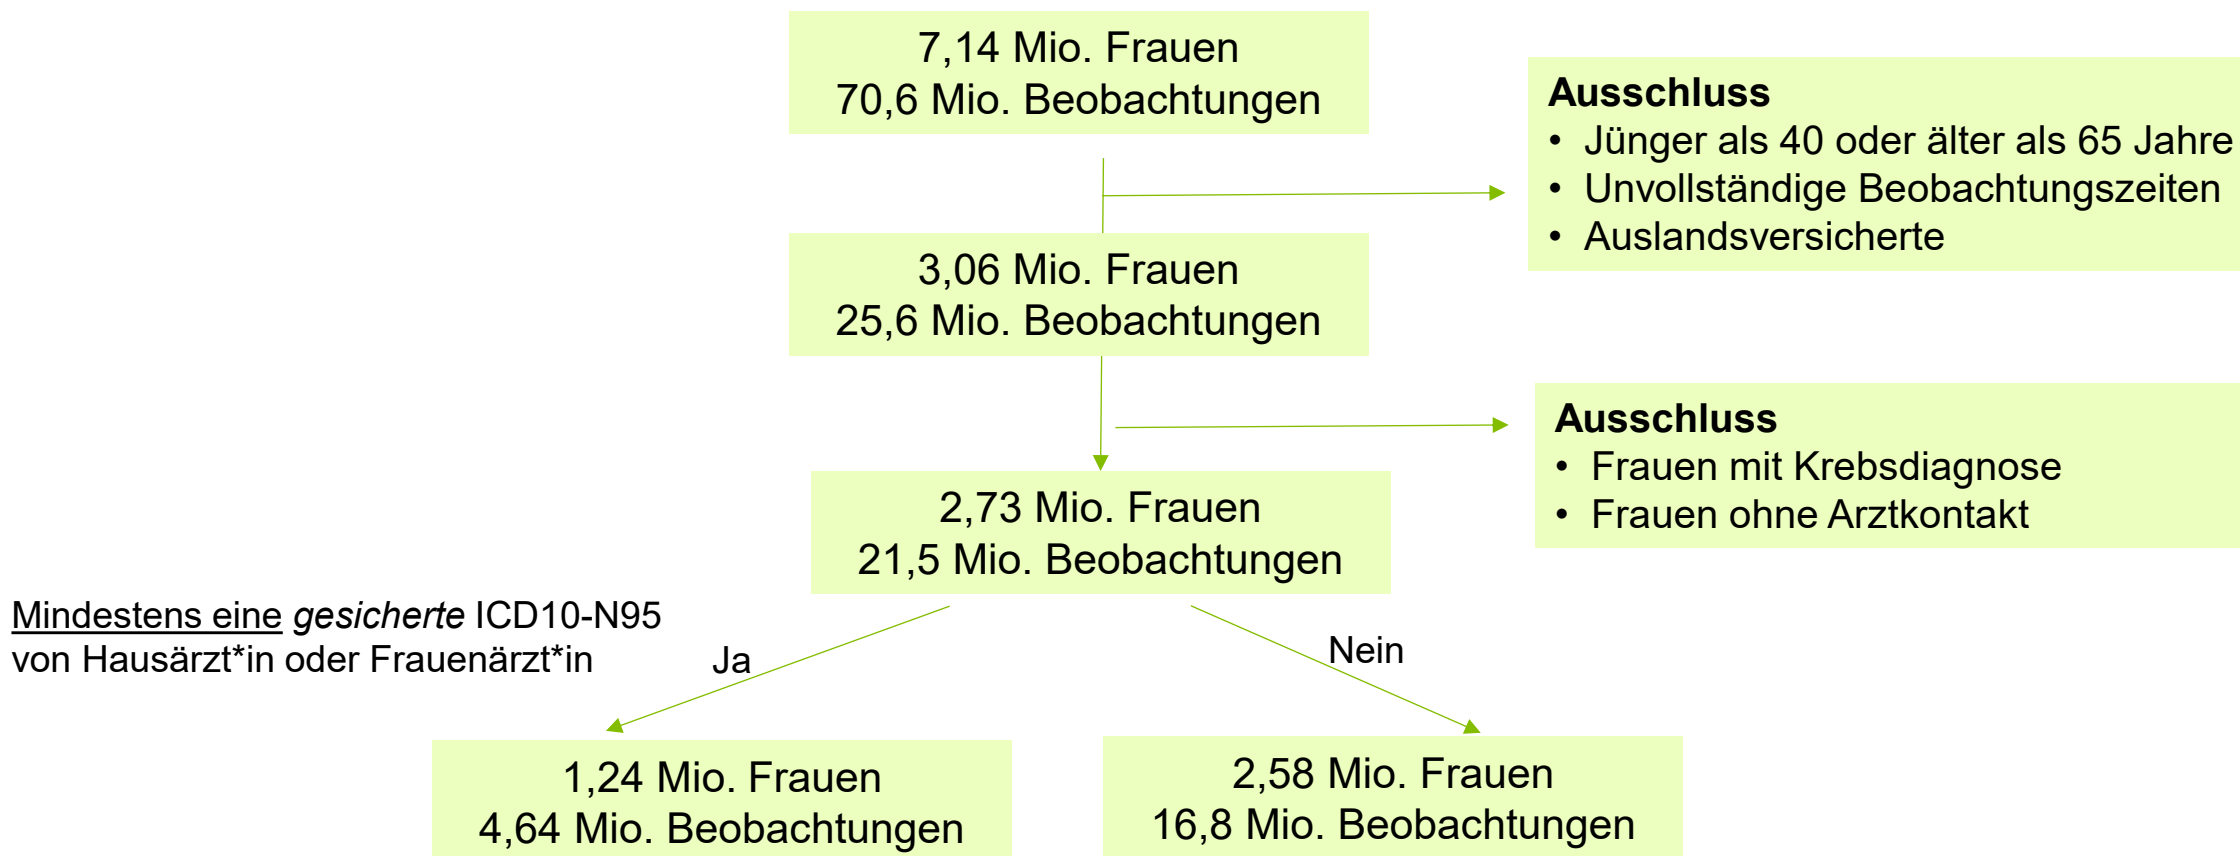 7,14 Mio. Frauen
70,6 Mio. Beobachtungen
Ausschluss
• Jünger als 40 oder älter als 65 Jahre
• Unvollständige Beobachtungszeiten
• Auslandsversicherte
3,06 Mio. Frauen
25,6 Mio. Beobachtungen
Ausschluss
• Frauen mit Krebsdiagnose
• Frauen ohne Arztkontakt
2,73 Mio. Frauen
21,5 Mio. Beobachtungen
Mindestens eine gesicherte ICD10-N95
von Hausärzt*in oder Frauenärzt*in
Ja
Nein
1,24 Mio. Frauen
4,64 Mio. Beobachtungen
2,58 Mio. Frauen
16,8 Mio. Beobachtungen